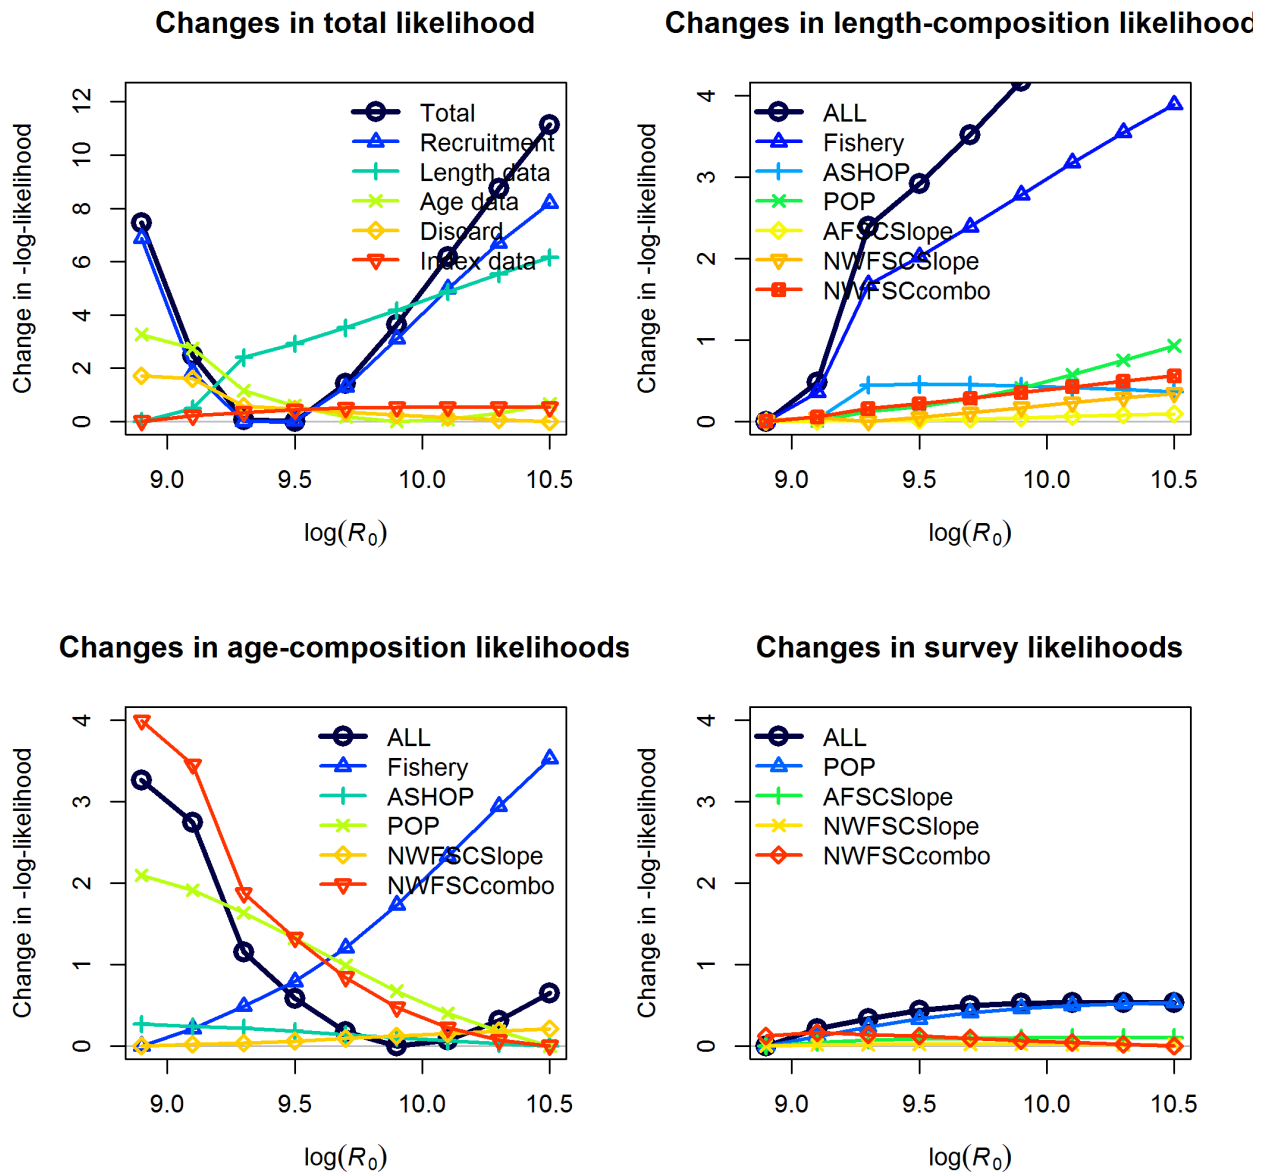 Changes in total likelihood
Change in -log-likelihood
12
10
8
6
4
2
0
Total
Recruitment
Length data
Age data
Discard
Index data
9.0 9.5 10.0 10.5
log(R0)
Changes in length-composition likelihood
Change in -log-likelihood
4
3
2
1
0
ALL
Fishery
ASHOP
POP
AFSCSlope
NWFSCSlope
NWFSCcombo
9.0 9.5 10.0 10.5
log(R0)
Changes in age-composition likelihoods
Change in -log-likelihood
4
3
2
1
0
ALL
Fishery
ASHOP
POP
NWFSCSlope
NWFSCcombo
9.0 9.5 10.0 10.5
log(R0)
Changes in survey likelihoods
Change in -log-likelihood
4
3
2
1
0
ALL
POP
AFSCSlope
NWFSCSlope
NWFSCcombo
9.0 9.5 10.0 10.5
log(R0)